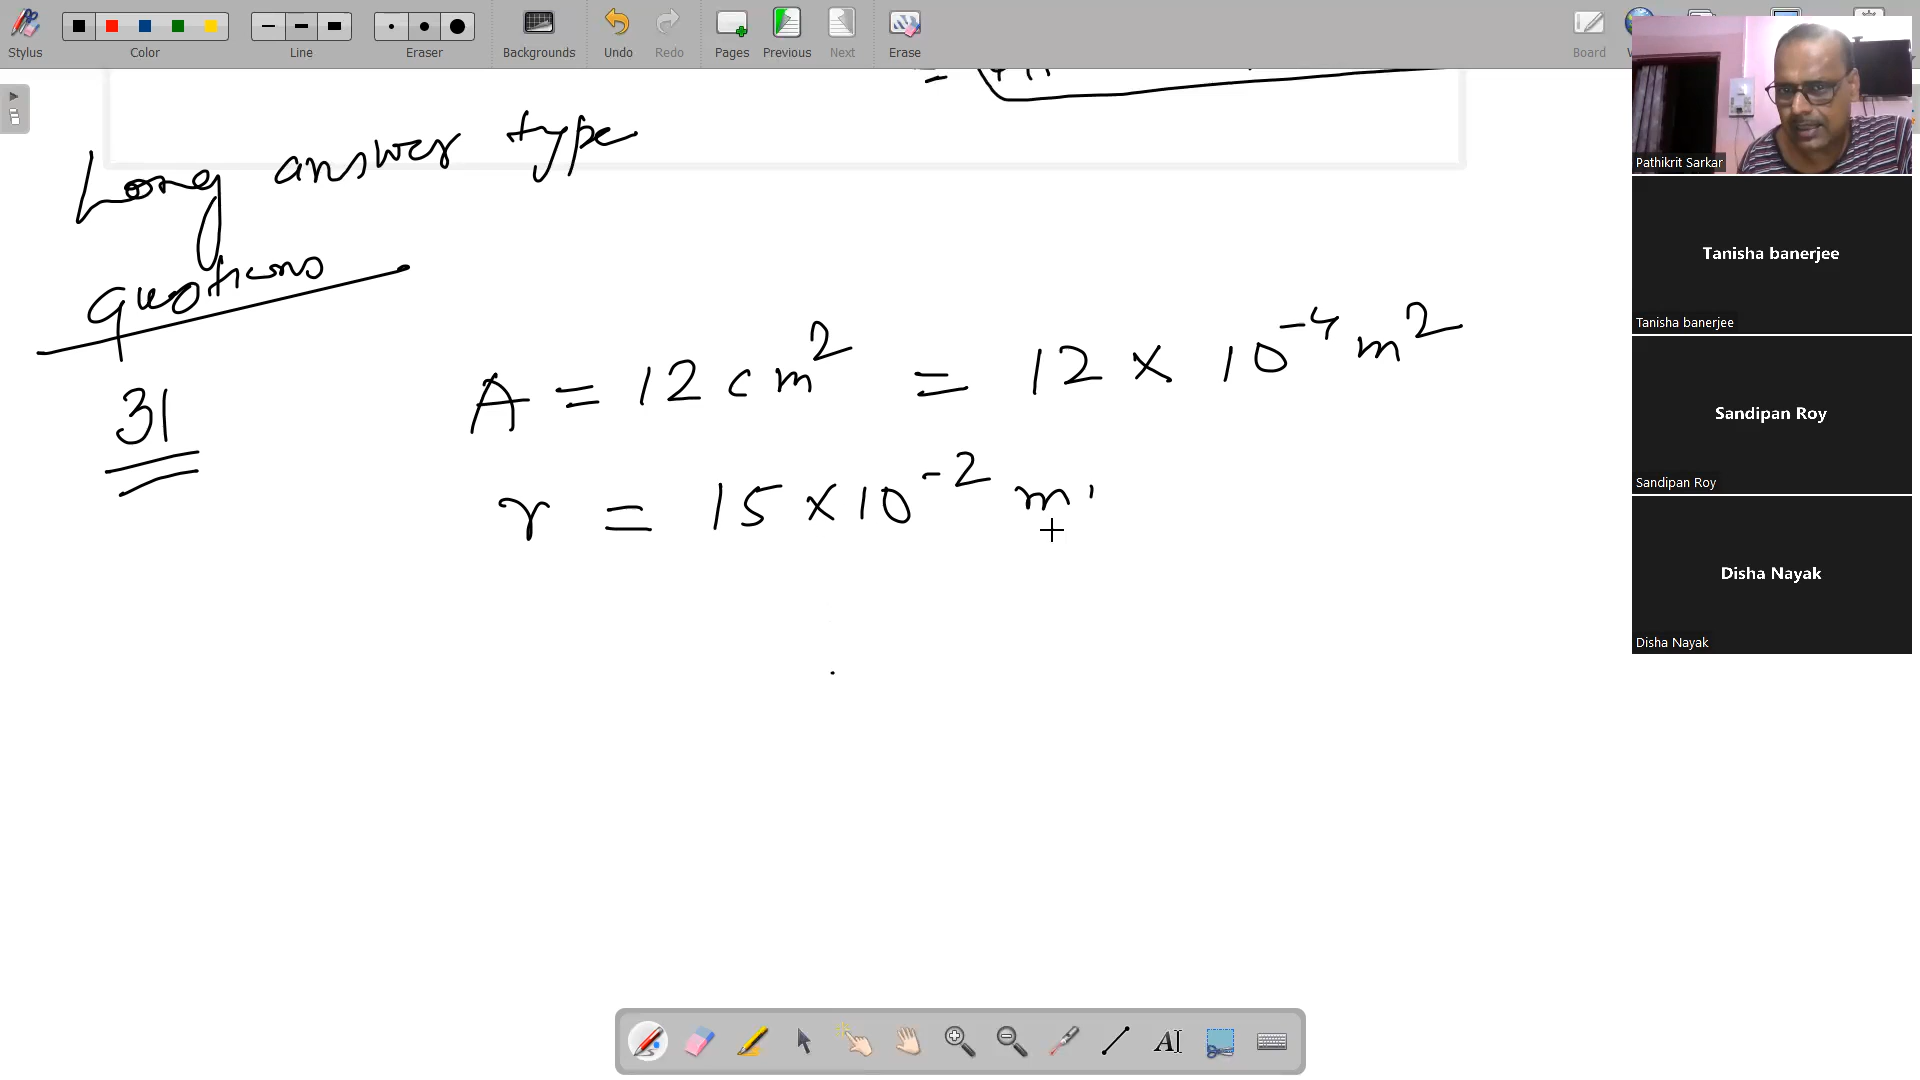 Stylus
Color
Line
Eraser
Backgrounds
Undo
Redo
Pages
Previous
Next
Erase
Board
Long answer type
questions
31
A = 12 cm² = 12 × 10⁻⁴ m²
r = 15 × 10⁻² m
Pathikrit Sarkar
Tanisha banerjee
Tanisha banerjee
Sandipan Roy
Sandipan Roy
Disha Nayak
Disha Nayak